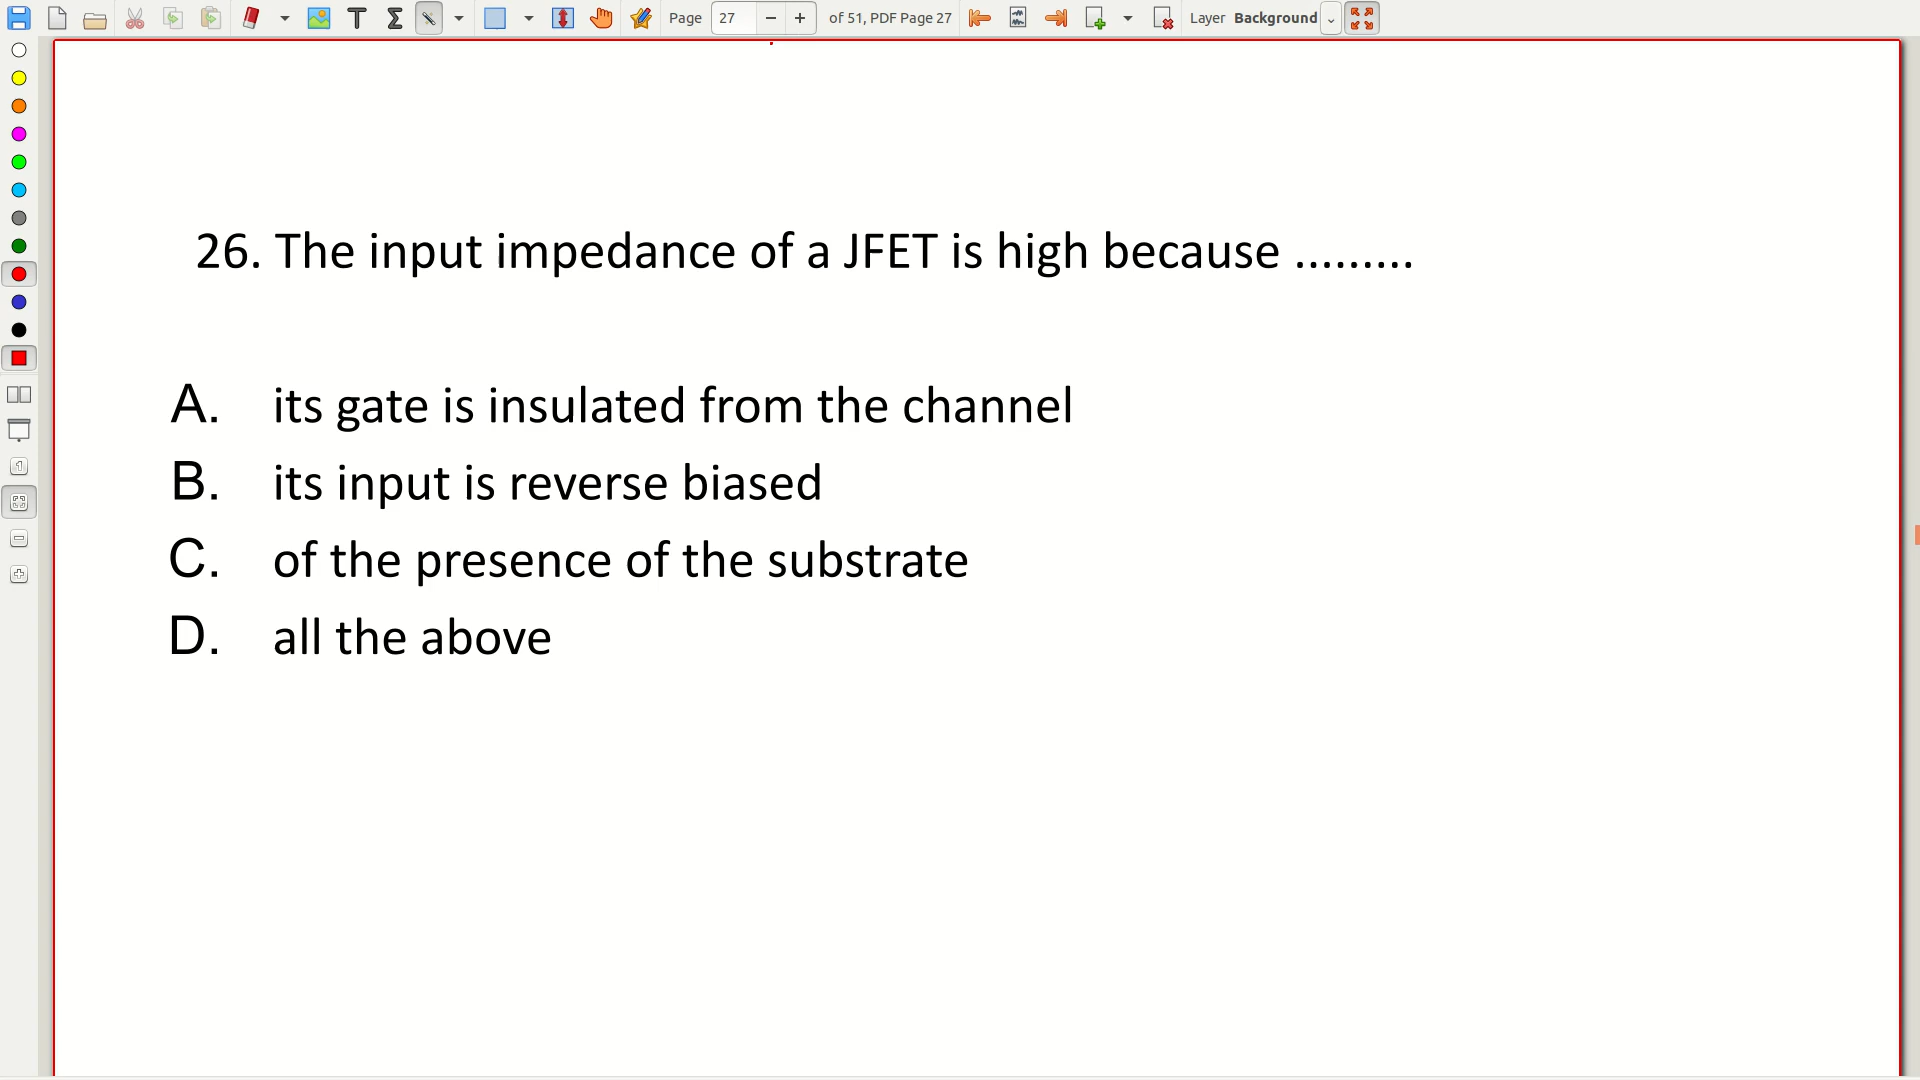 Page 27 of 51, PDF Page 27 Layer Background
26. The input impedance of a JFET is high because .........
A. its gate is insulated from the channel
B. its input is reverse biased
C. of the presence of the substrate
D. all the above